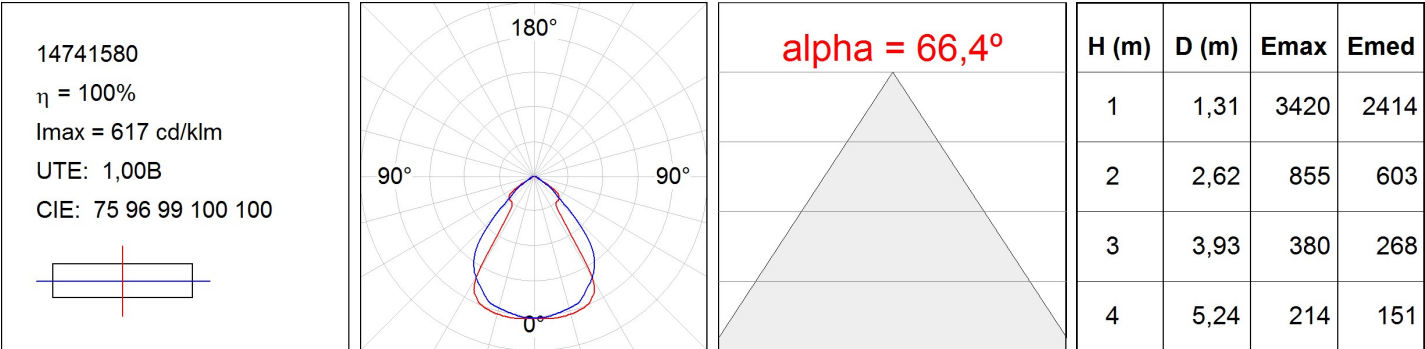 14741580
η = 100%
Imax = 617 cd/klm
UTE: 1,00B
CIE: 75 96 99 100 100
180°
90° 90°
0°
alpha = 66,4º
H (m) D (m) Emax Emed
1 1,31 3420 2414
2 2,62 855 603
3 3,93 380 268
4 5,24 214 151